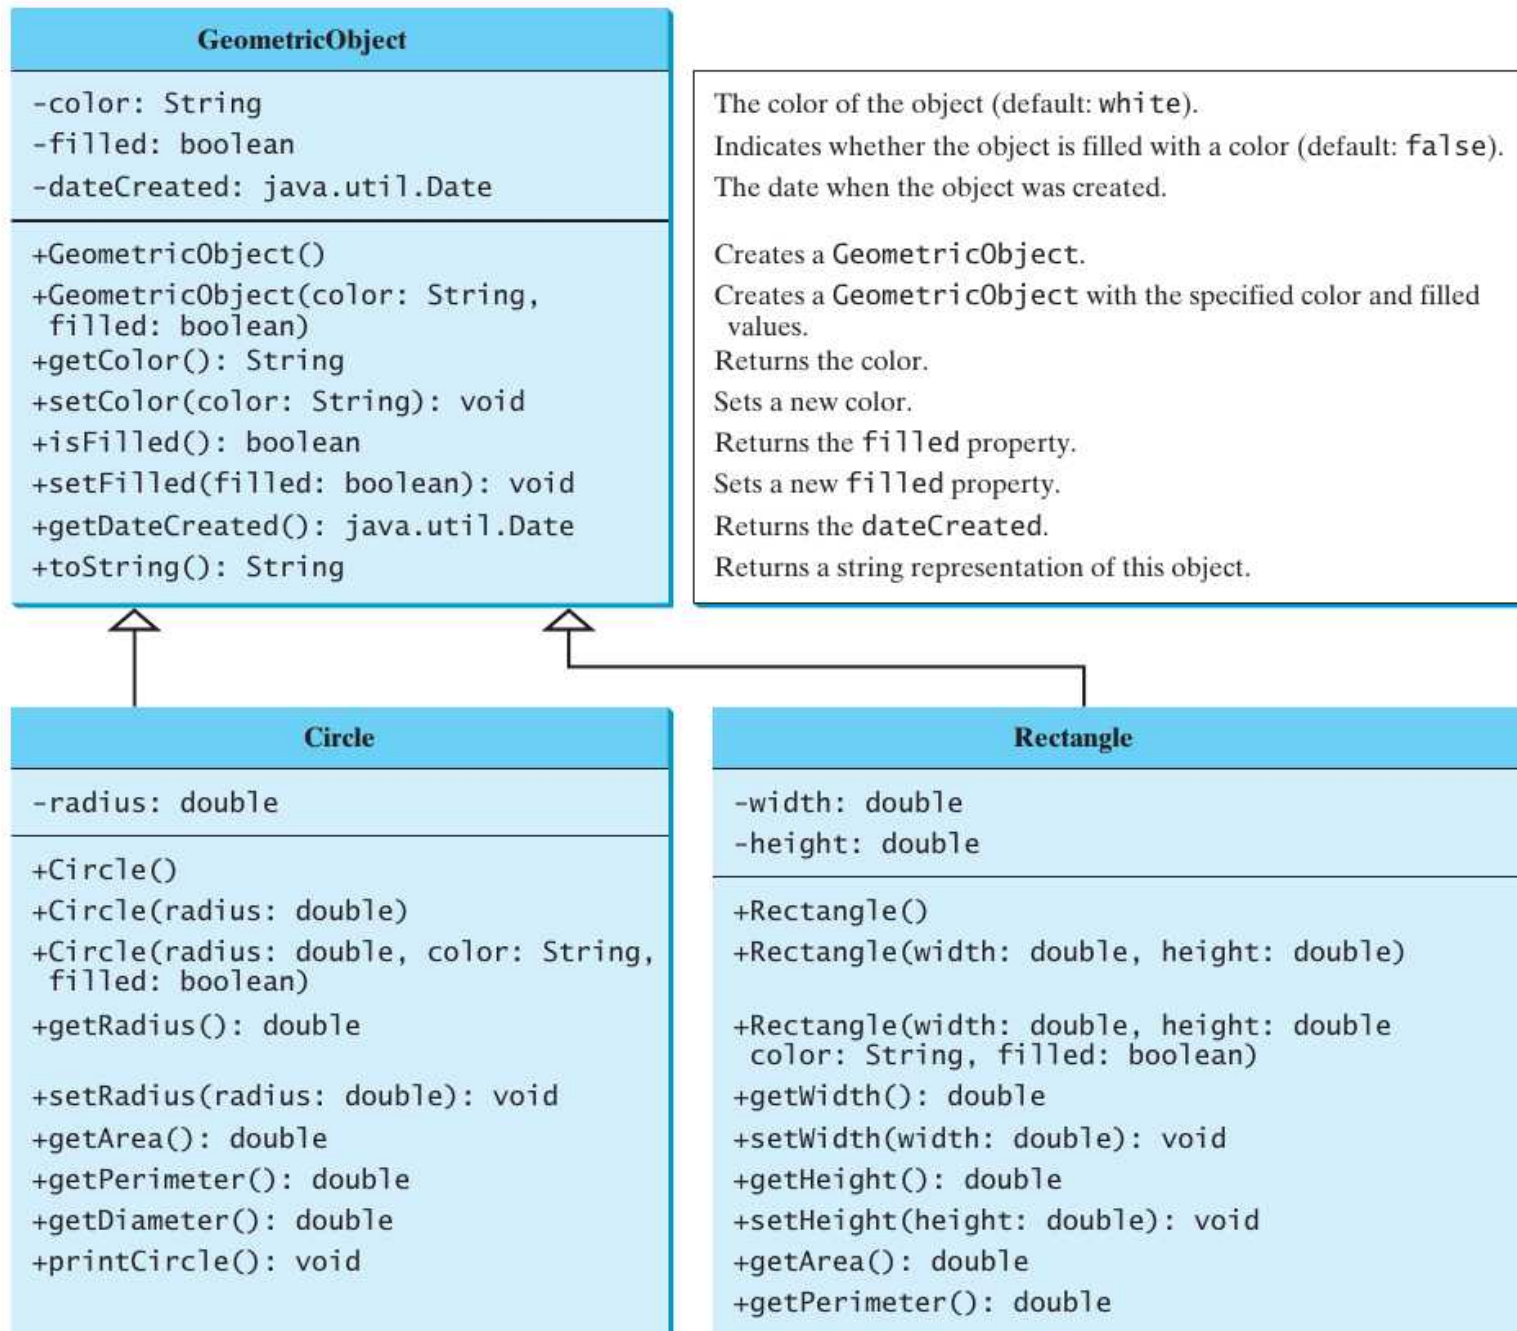 GeometricObject
-color: String
-filled: boolean
-dateCreated: java.util.Date
+GeometricObject()
+GeometricObject(color: String,
filled: boolean)
+getColor(): String
+setColor(color: String): void
+isFilled(): boolean
+setFilled(filled: boolean): void
+getDateCreated(): java.util.Date
+toString(): String
The color of the object (default: white).
Indicates whether the object is filled with a color (default: false).
The date when the object was created.
Creates a GeometricObject.
Creates a GeometricObject with the specified color and filled
values.
Returns the color.
Sets a new color.
Returns the filled property.
Sets a new filled property.
Returns the dateCreated.
Returns a string representation of this object.
Circle
-radius: double
+Circle()
+Circle(radius: double)
+Circle(radius: double, color: String,
filled: boolean)
+getRadius(): double
+setRadius(radius: double): void
+getArea(): double
+getPerimeter(): double
+getDiameter(): double
+printCircle(): void
Rectangle
-width: double
-height: double
+Rectangle()
+Rectangle(width: double, height: double)
+Rectangle(width: double, height: double
color: String, filled: boolean)
+getWidth(): double
+setWidth(width: double): void
+getHeight(): double
+setHeight(height: double): void
+getArea(): double
+getPerimeter(): double